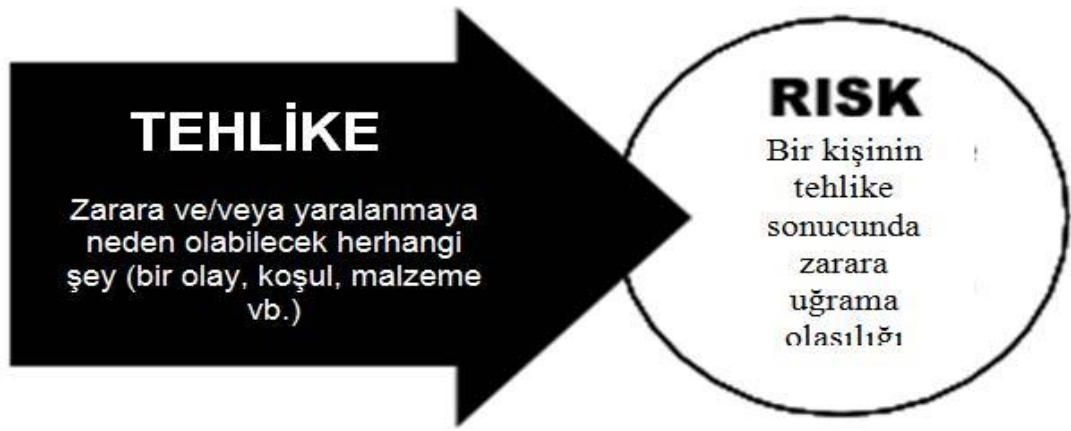 TEHLİKE
Zarara ve/veya yaralanmaya
neden olabilecek herhangi
şey (bir olay, koşul, malzeme
vb.)
RISK
Bir kişinin
tehlike
sonucunda
zarara
uğrama
olasılığı